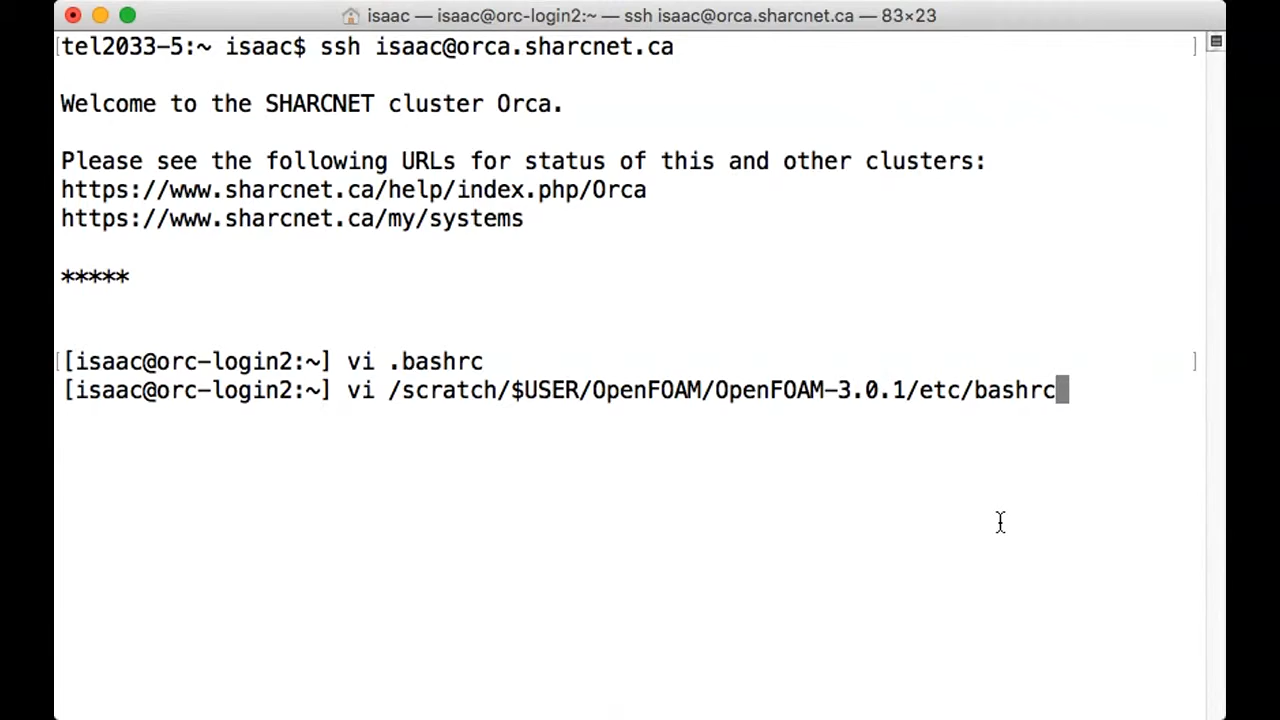 isaac — isaac@orc-login2:~ — ssh isaac@orca.sharcnet.ca — 83×23
[tel2033-5:~ isaac$ ssh isaac@orca.sharcnet.ca ]
Welcome to the SHARCNET cluster Orca.
Please see the following URLs for status of this and other clusters:
https://www.sharcnet.ca/help/index.php/Orca
https://www.sharcnet.ca/my/systems
*****
[[isaac@orc-login2:~] vi .bashrc ]
[isaac@orc-login2:~] vi /scratch/$USER/OpenFOAM/OpenFOAM-3.0.1/etc/bashrc